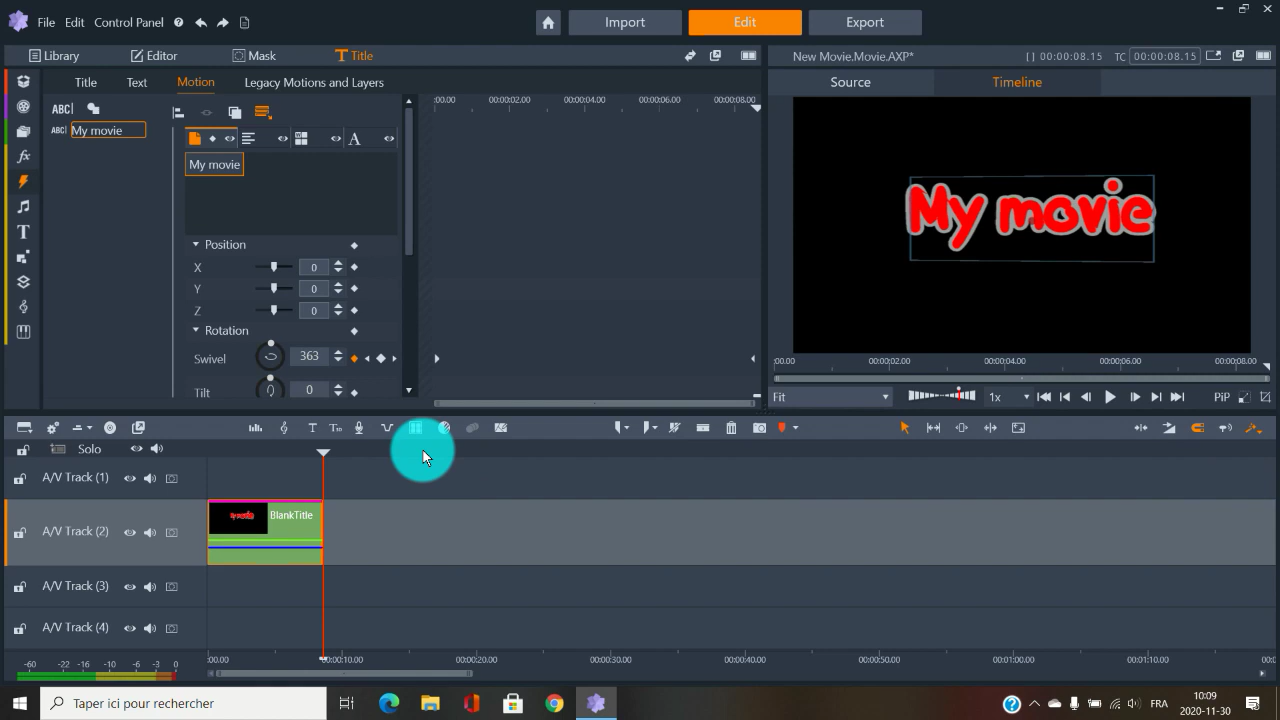 File Edit Control Panel
Import Edit Export
Library Editor Mask Title
New Movie.Movie.AXP* [ ] 00:00:08.15 TC 00:00:08.15
Title Text Motion Legacy Motions and Layers
Source Timeline
ABC
ABC My movie
:00.00 00:00:02.00 00:00:04.00 00:00:06.00 00:00:08.00
My movie
My movie
Position
X 0
Y 0
Z 0
Rotation
Swivel 363
Tilt 0
:00.00 00:00:02.00 00:00:04.00 00:00:06.00 00:00:08.00
Fit 1x PiP
Solo
A/V Track (1)
A/V Track (2) My movie BlankTitle
A/V Track (3)
A/V Track (4)
-60 -22 -16 -10 -6 -3 0
:00.00 00:00:10.00 00:00:20.00 00:00:30.00 00:00:40.00 00:00:50.00 00:01:00.00 00:01:10.00
Taper ici pour rechercher
FRA 10:09
2020-11-30